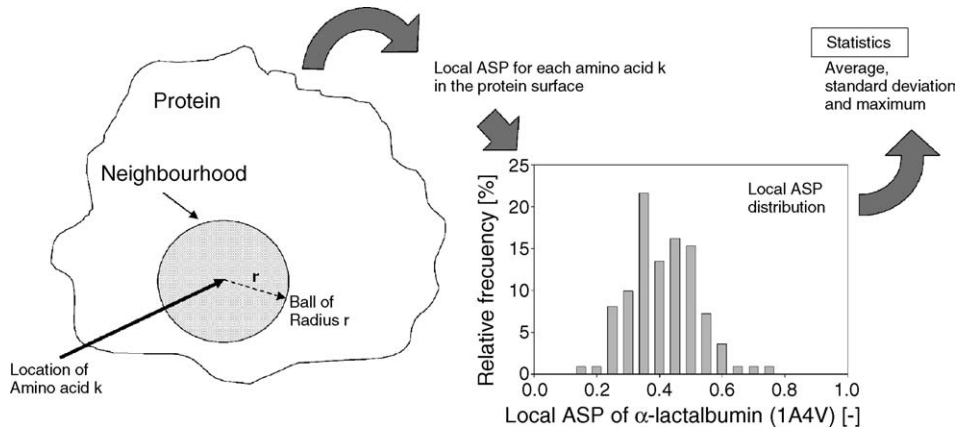 Protein
Neighbourhood
r
Ball of
Radius r
Location of
Amino acid k
Local ASP for each amino acid k
in the protein surface
Statistics
Average,
standard deviation
and maximum
Local ASP
distribution
Relative frecuency [%]
25
20
15
10
5
0
0.0 0.2 0.4 0.6 0.8 1.0
Local ASP of α-lactalbumin (1A4V) [-]